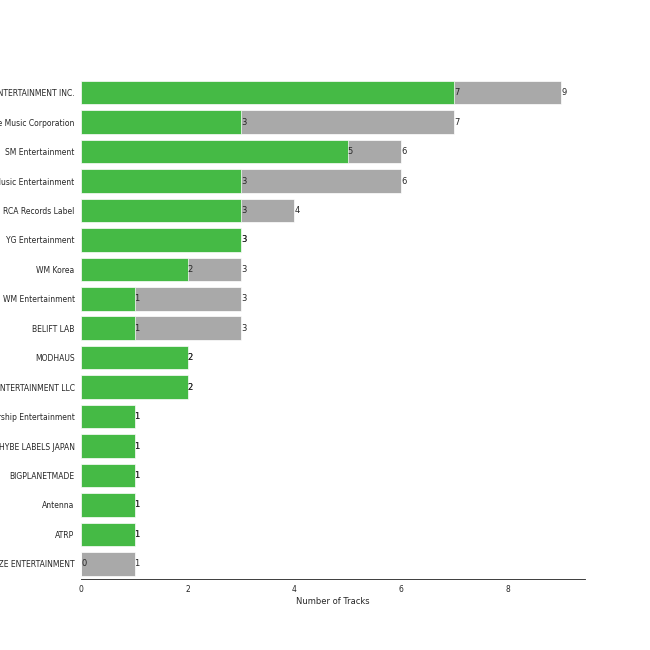 NTERTAINMENT INC. 7 9
e Music Corporation 3 7
SM Entertainment 5 6
usic Entertainment 3 6
RCA Records Label 3 4
YG Entertainment 3
WM Korea 2 3
WM Entertainment 1 3
BELIFT LAB 1 3
MODHAUS 2
NTERTAINMENT LLC 2
rship Entertainment 1
HYBE LABELS JAPAN 1
BIGPLANETMADE 1
Antenna 1
ATRP 1
ZE ENTERTAINMENT 0 1
0 2 4 6 8
Number of Tracks